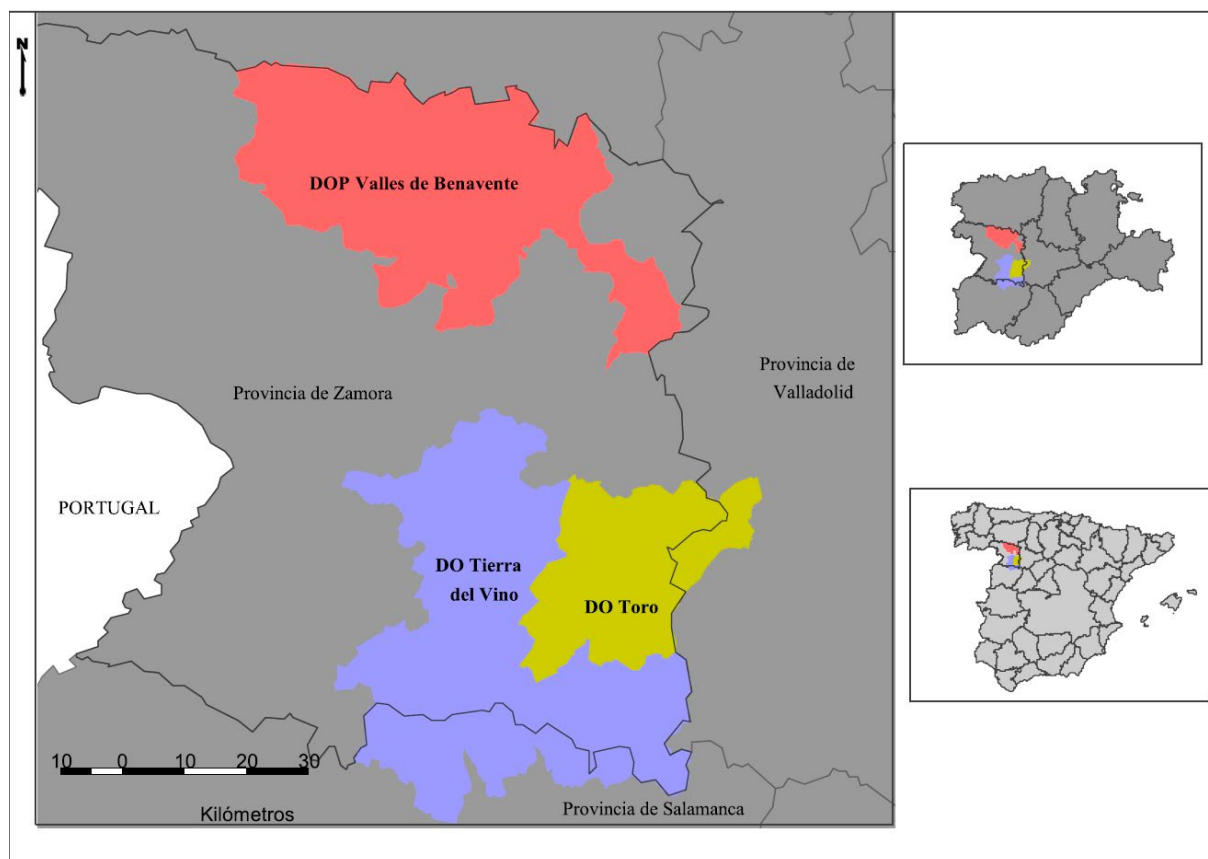 N
DOP Valles de Benavente
Provincia de
Valladolid
Provincia de Zamora
PORTUGAL
DO Tierra
del Vino
DO Toro
10 0 10 20 30
Kilómetros
Provincia de Salamanca